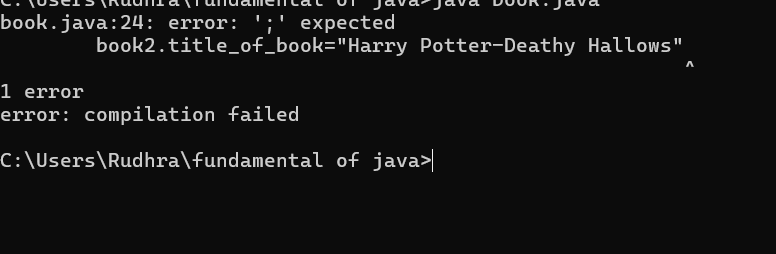 C:\Users\Rudhra\fundamental of java>java book.java
book.java:24: error: ';' expected
        book2.title_of_book="Harry Potter-Deathy Hallows"
                                                         ^
1 error
error: compilation failed
C:\Users\Rudhra\fundamental of java>